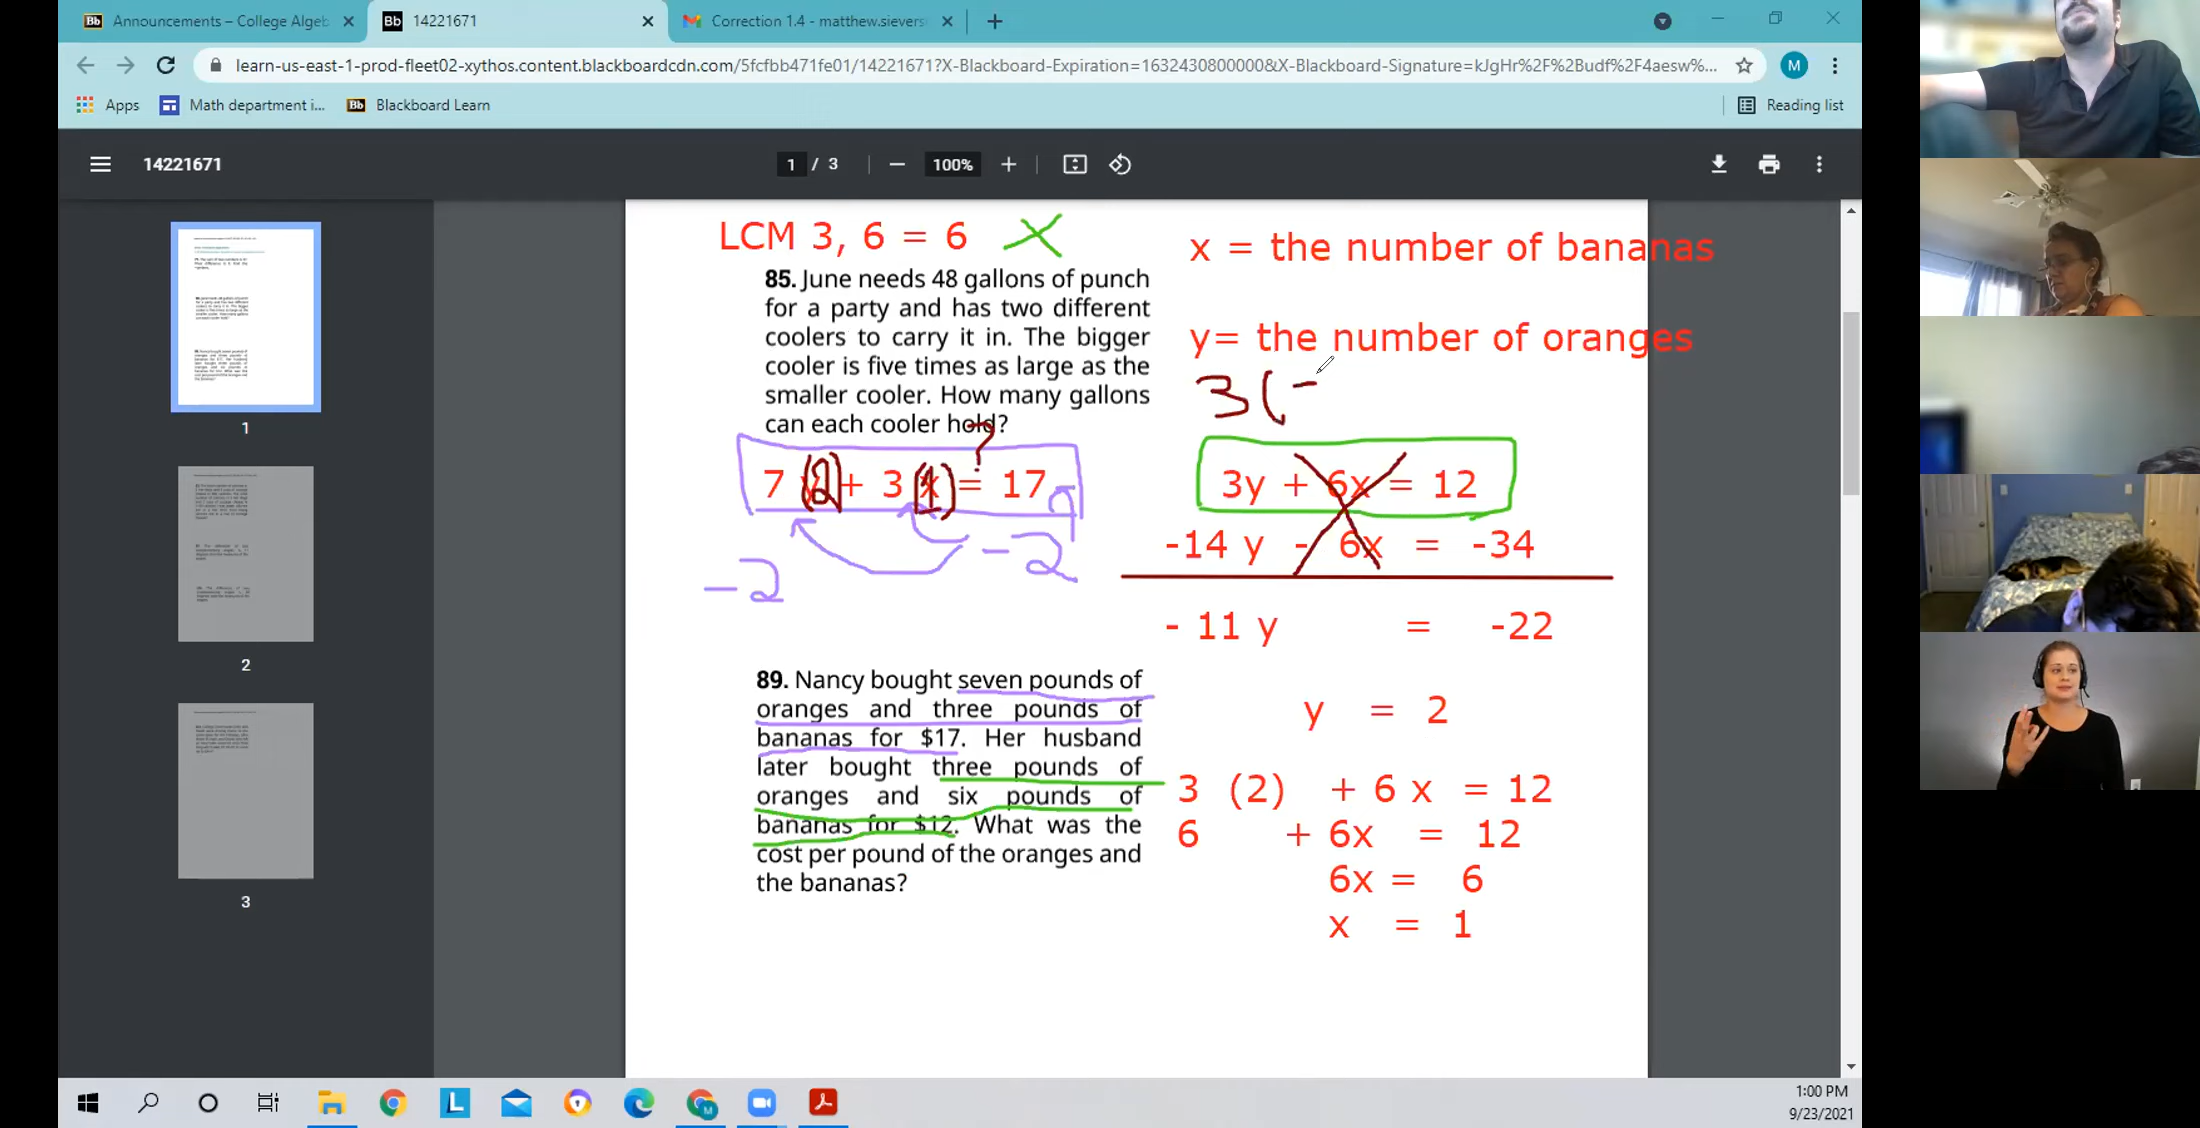 Announcements – College Algeb
14221671
Correction 1.4 - matthew.sievers
learn-us-east-1-prod-fleet02-xythos.content.blackboardcdn.com/5fcfbb471fe01/14221671?X-Blackboard-Expiration=1632430800000&X-Blackboard-Signature=kJgHr%2F%2Budf%2F4aesw%...
M
Apps
Math department i...
Bb
Blackboard Learn
Reading list
14221671
1 / 3
100%
LCM 3, 6 = 6 X
x = the number of bananas
85. June needs 48 gallons of punch
for a party and has two different
coolers to carry it in. The bigger
cooler is five times as large as the
smaller cooler. How many gallons
can each cooler hold?
y= the number of oranges
3(-
?
7 (2) + 3 (1) = 17
-2
-2
3y + 6x = 12
-14 y - 6x = -34
- 11 y = -22
y = 2
3 (2) + 6 x = 12
6 + 6x = 12
6x = 6
x = 1
89. Nancy bought seven pounds of
oranges and three pounds of
bananas for $17. Her husband
later bought three pounds of
oranges and six pounds of
bananas for $12. What was the
cost per pound of the oranges and
the bananas?
1
2
3
1:00 PM
9/23/2021